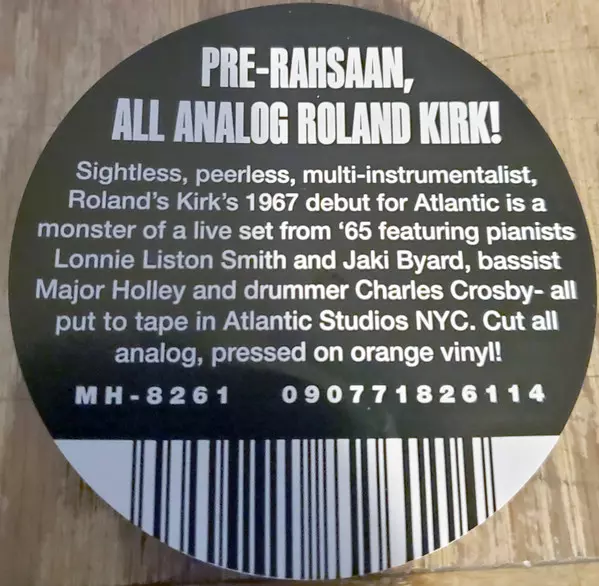 PRE-RAHSAAN,
ALL ANALOG ROLAND KIRK!
Sightless, peerless, multi-instrumentalist,
Roland's Kirk's 1967 debut for Atlantic is a
monster of a live set from ‘65 featuring pianists
Lonnie Liston Smith and Jaki Byard, bassist
Major Holley and drummer Charles Crosby- all
put to tape in Atlantic Studios NYC. Cut all
analog, pressed on orange vinyl!
MH-8261 090771826114